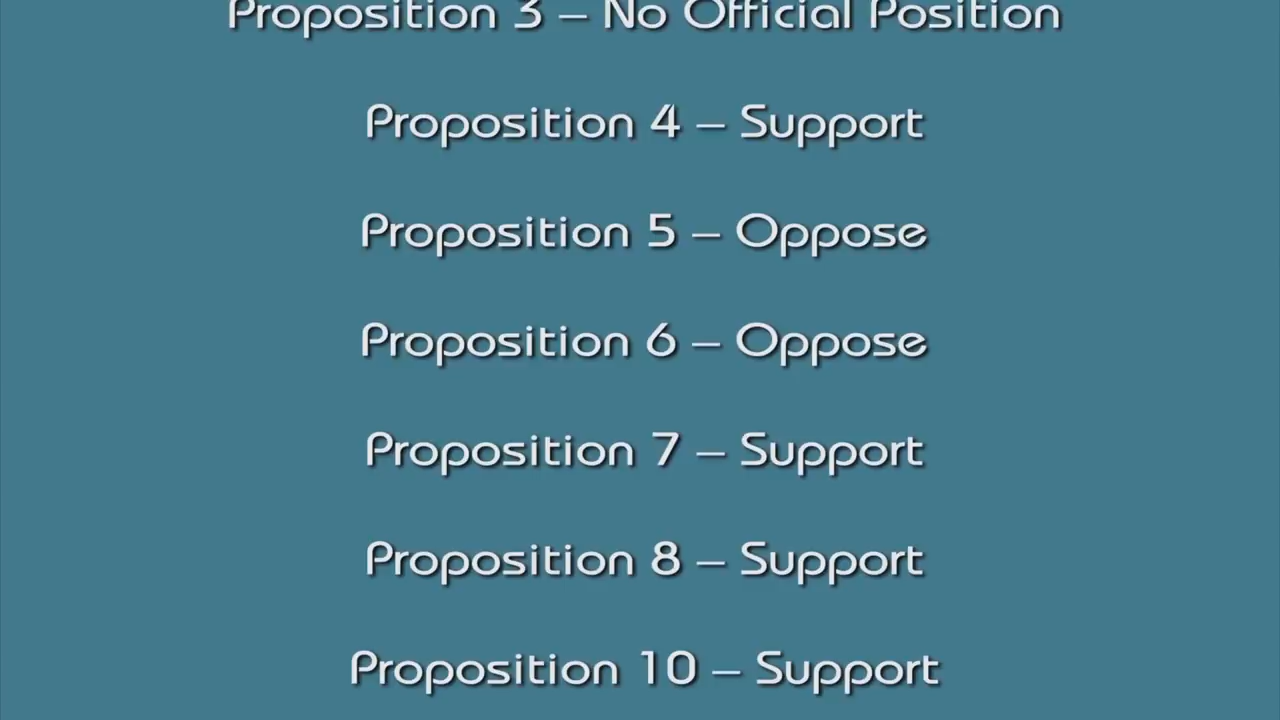 Proposition 3 – No Official Position
Proposition 4 – Support
Proposition 5 – Oppose
Proposition 6 – Oppose
Proposition 7 – Support
Proposition 8 – Support
Proposition 10 – Support